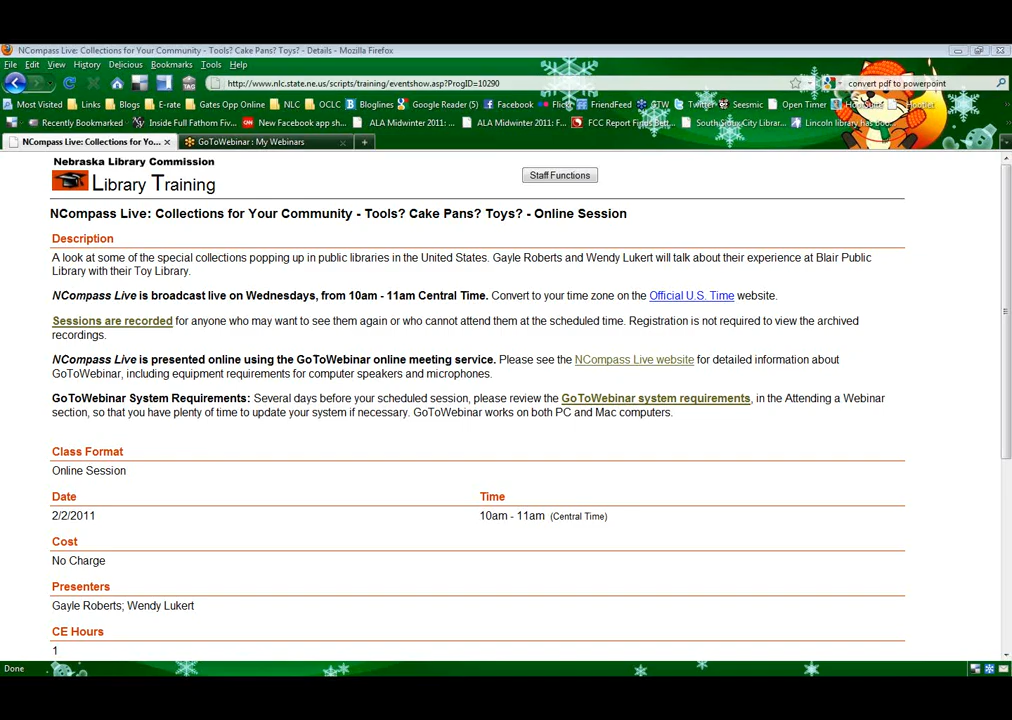 NCompass Live: Collections for Your Community - Tools? Cake Pans? Toys? - Details - Mozilla Firefox
File Edit View History Delicious Bookmarks Tools Help
http://www.nlc.state.ne.us/scripts/training/eventshow.asp?ProgID=10290 convert pdf to powerpoint
Most Visited Links Blogs E-rate Gates Opp Online NLC OCLC Bloglines Google Reader (5) Facebook Flickr FriendFeed GTW Twitter Seesmic Open Timer HootSuite Hootlet
Recently Bookmarked Inside Full Fathom Fiv... New Facebook app sh... ALA Midwinter 2011: ... ALA Midwinter 2011: F... FCC Report Finds Bett... South Sioux City Librar... Lincoln library has bou...
NCompass Live: Collections for Yo... GoToWebinar : My Webinars
Nebraska Library Commission
Library Training
Staff Functions
NCompass Live: Collections for Your Community - Tools? Cake Pans? Toys? - Online Session
Description
A look at some of the special collections popping up in public libraries in the United States. Gayle Roberts and Wendy Lukert will talk about their experience at Blair Public
Library with their Toy Library.
NCompass Live is broadcast live on Wednesdays, from 10am - 11am Central Time. Convert to your time zone on the Official U.S. Time website.
Sessions are recorded for anyone who may want to see them again or who cannot attend them at the scheduled time. Registration is not required to view the archived
recordings.
NCompass Live is presented online using the GoToWebinar online meeting service. Please see the NCompass Live website for detailed information about
GoToWebinar, including equipment requirements for computer speakers and microphones.
GoToWebinar System Requirements: Several days before your scheduled session, please review the GoToWebinar system requirements, in the Attending a Webinar
section, so that you have plenty of time to update your system if necessary. GoToWebinar works on both PC and Mac computers.
Class Format
Online Session
Date Time
2/2/2011 10am - 11am (Central Time)
Cost
No Charge
Presenters
Gayle Roberts; Wendy Lukert
CE Hours
1
Done